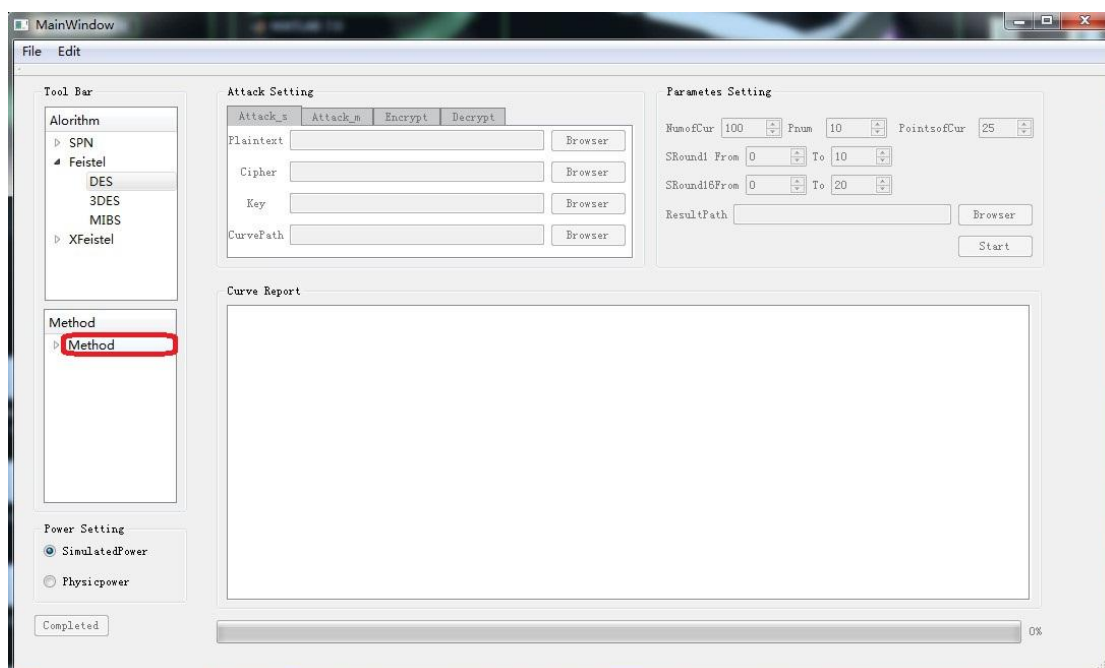 MainWindow
File Edit
Tool Bar
Alorithm
SPN
Feistel
DES
3DES
MIBS
XFeistel
Method
Method
Power Setting
SimulatedPower
Physicpower
Completed
Attack Setting
Attack_s Attack_m Encrypt Decrypt
Plaintext Browser
Cipher Browser
Key Browser
CurvePath Browser
Parametes Setting
NumofCur 100 Pnum 10 PointsofCur 25
SRound1 From 0 To 10
SRound16From 0 To 20
ResultPath Browser
Start
Curve Report
0%